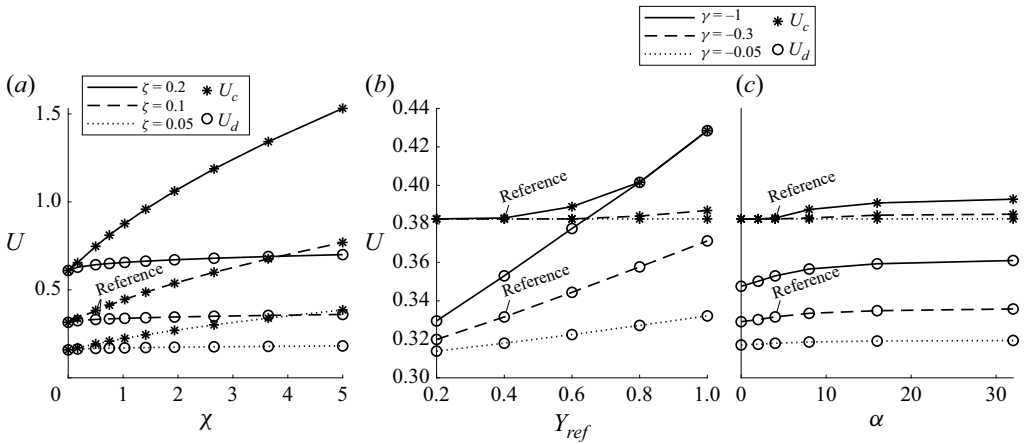 γ = –1
γ = –0.3
γ = –0.05
U_c
U_d
(a)
ζ = 0.2
ζ = 0.1
ζ = 0.05
U_c
U_d
1.5
1.0
0.5
U
Reference
0 1 2 3 4 5
χ
(b)
0.44
0.42
0.40
0.38
0.36
0.34
0.32
0.30
U
Reference
Reference
0.2 0.4 0.6 0.8 1.0
Y_ref
(c)
Reference
Reference
0 10 20 30
α